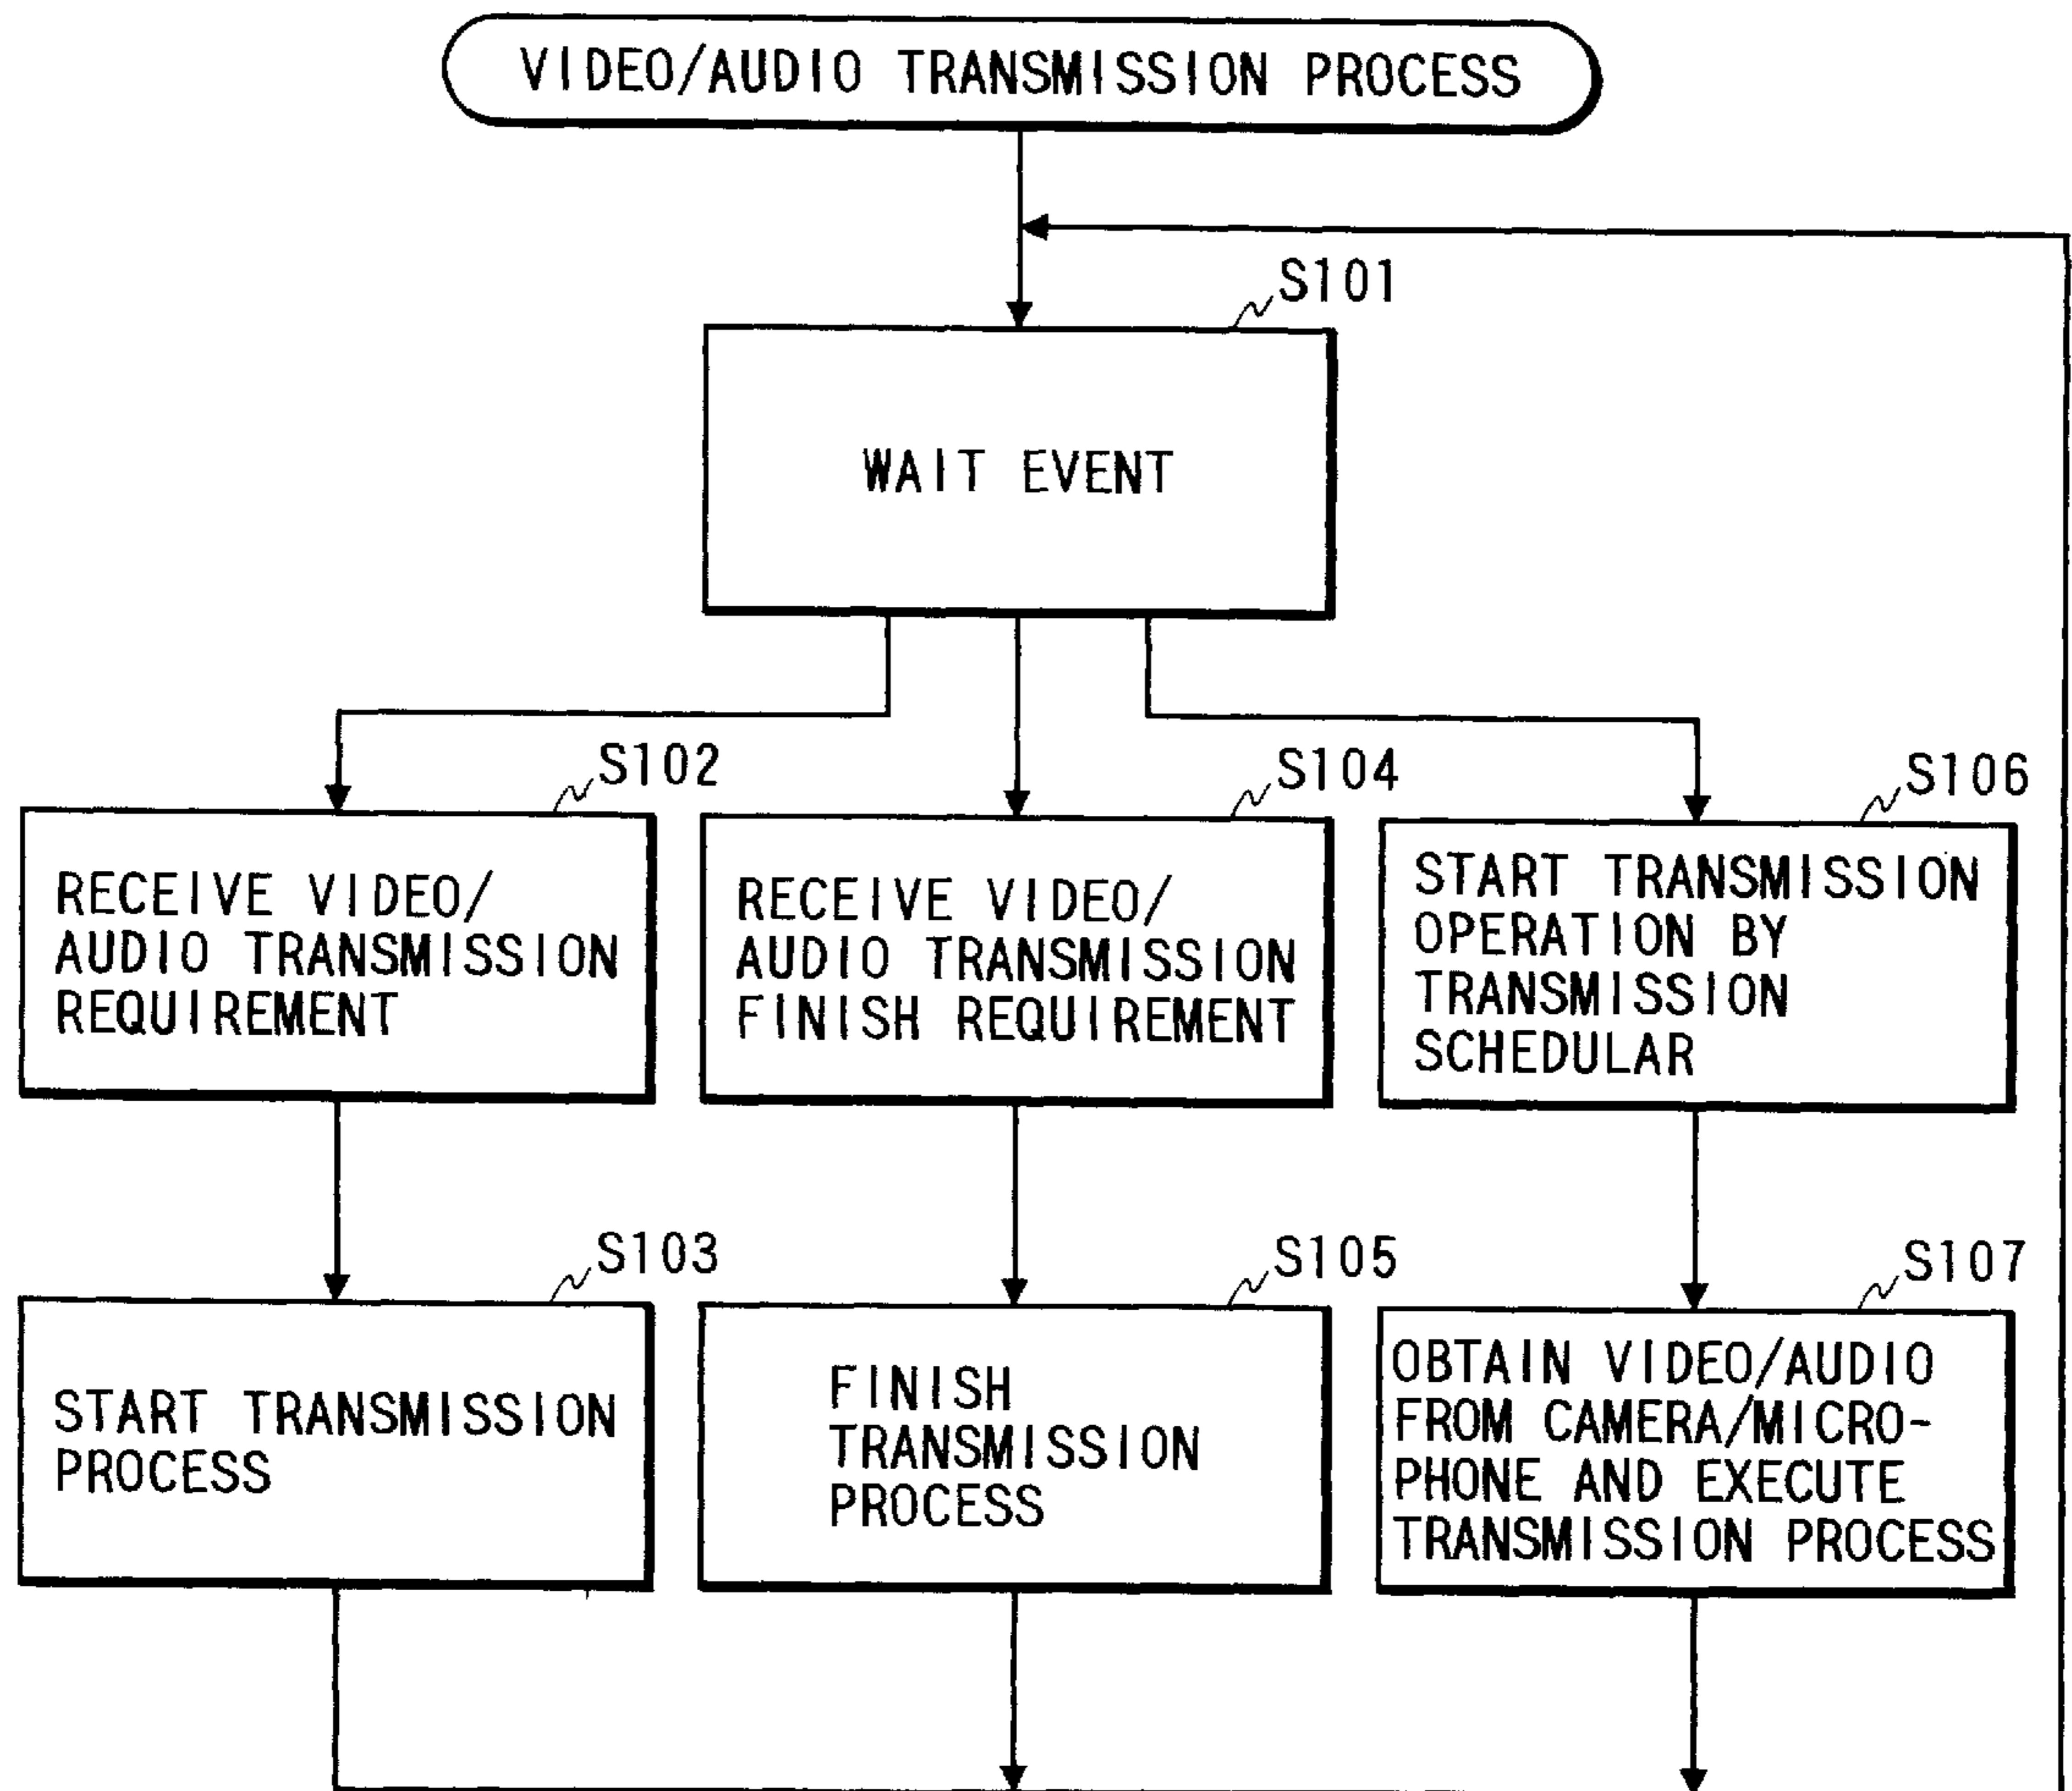 VIDEO/AUDIO TRANSMISSION PROCESS
S101
WAIT EVENT
S102
RECEIVE VIDEO/
AUDIO TRANSMISSION
REQUIREMENT
S104
RECEIVE VIDEO/
AUDIO TRANSMISSION
FINISH REQUIREMENT
S106
START TRANSMISSION
OPERATION BY
TRANSMISSION
SCHEDULAR
S103
START TRANSMISSION
PROCESS
S105
FINISH
TRANSMISSION
PROCESS
S107
OBTAIN VIDEO/AUDIO
FROM CAMERA/MICRO-
PHONE AND EXECUTE
TRANSMISSION PROCESS